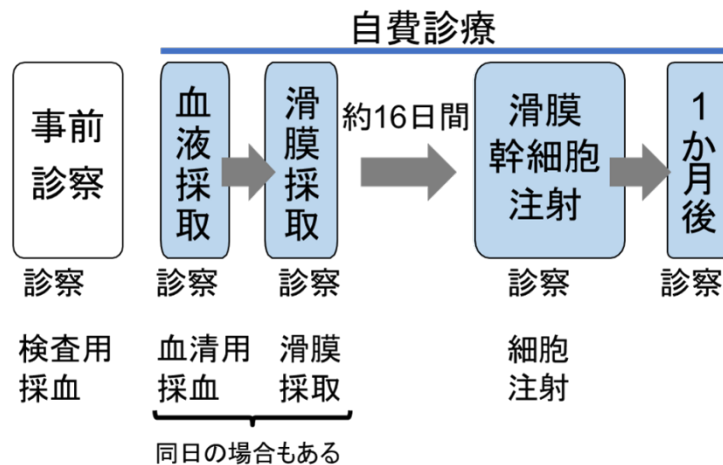 自費診療
事前
診察
血液採取
滑膜採取
約16日間
滑膜
幹細胞
注射
1か月後
診察
診察
診察
診察
診察
検査用
採血
血清用
採血
滑膜
採取
細胞
注射
同日の場合もある